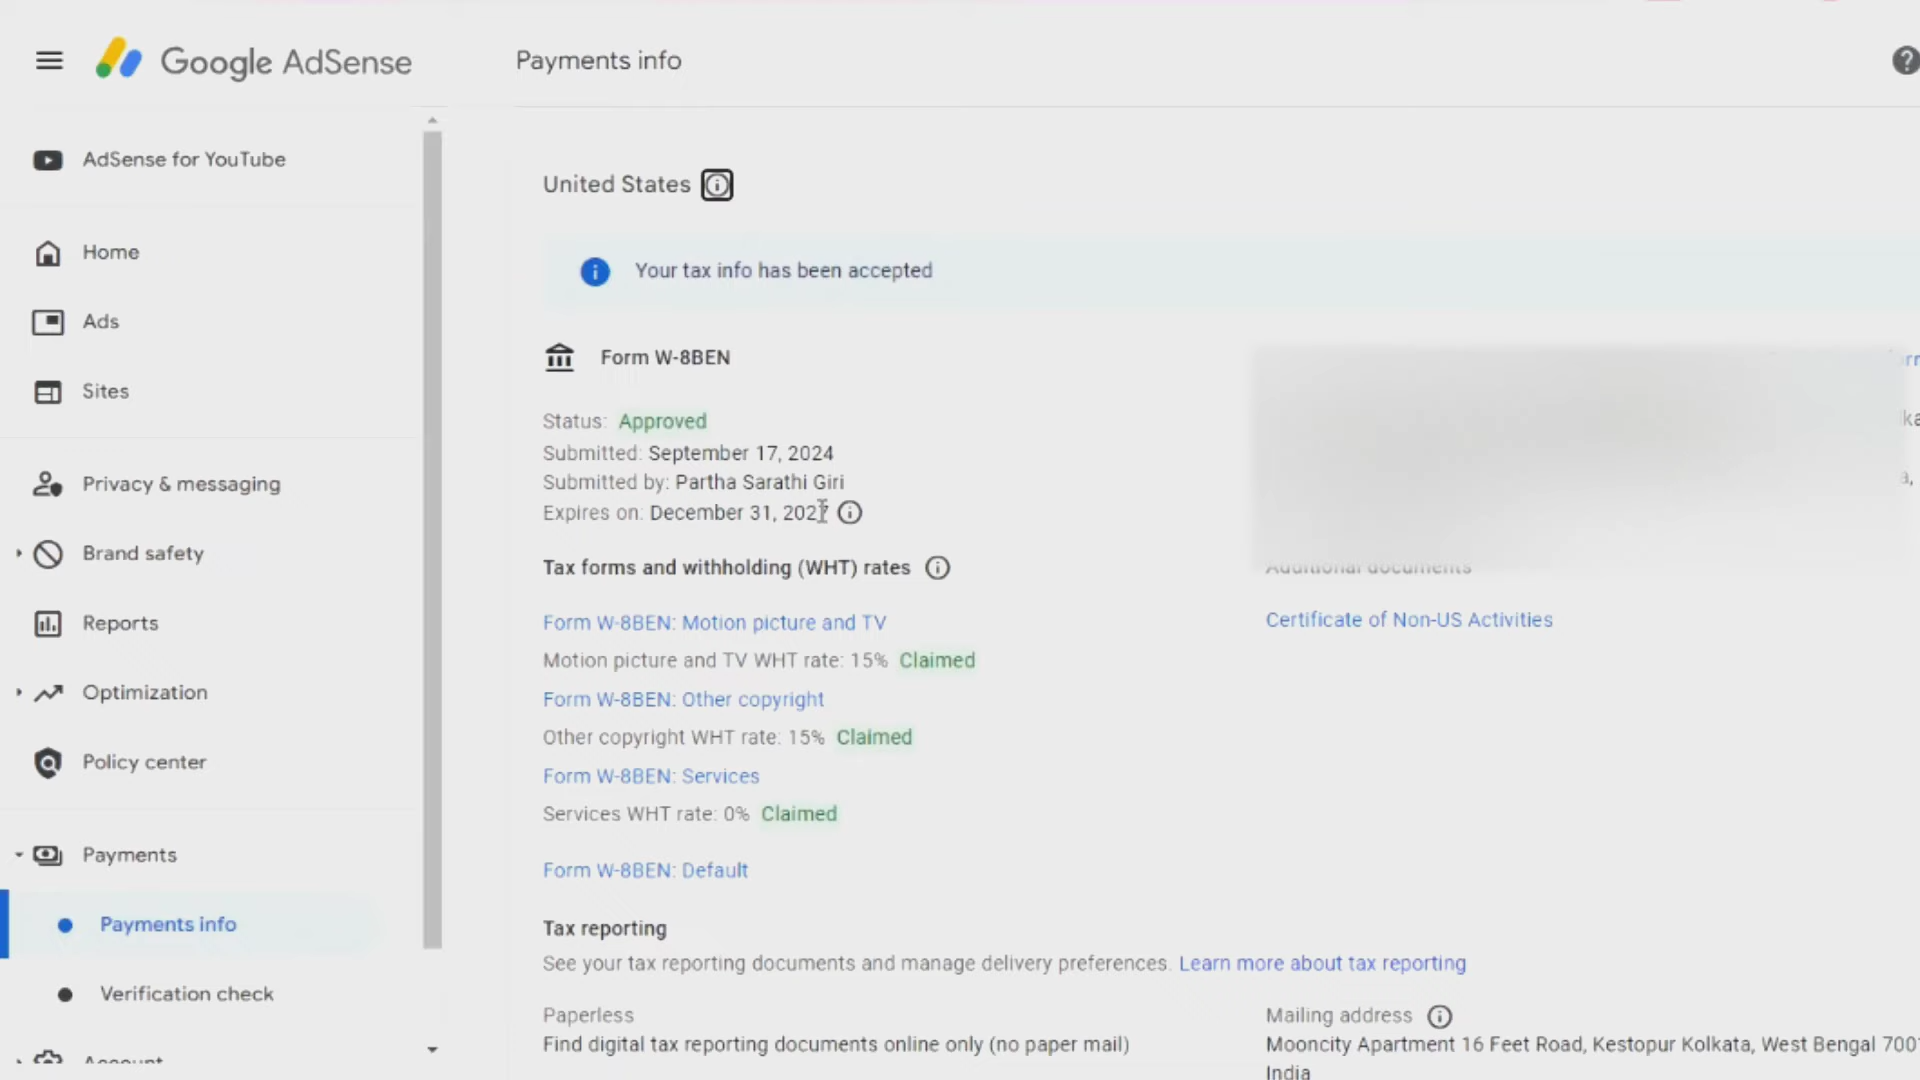 Google AdSense
Payments info
AdSense for YouTube
Home
Ads
Sites
Privacy & messaging
Brand safety
Reports
Optimization
Policy center
Payments
Payments info
Verification check
Account
United States
Your tax info has been accepted
Form W-8BEN
Status: Approved
Submitted: September 17, 2024
Submitted by: Partha Sarathi Giri
Expires on: December 31, 2027
Tax forms and withholding (WHT) rates
Form W-8BEN: Motion picture and TV
Motion picture and TV WHT rate: 15% Claimed
Form W-8BEN: Other copyright
Other copyright WHT rate: 15% Claimed
Form W-8BEN: Services
Services WHT rate: 0% Claimed
Form W-8BEN: Default
Additional documents
Certificate of Non-US Activities
Tax reporting
See your tax reporting documents and manage delivery preferences. Learn more about tax reporting
Paperless
Find digital tax reporting documents online only (no paper mail)
Mailing address
Mooncity Apartment 16 Feet Road, Kestopur Kolkata, West Bengal 700
India